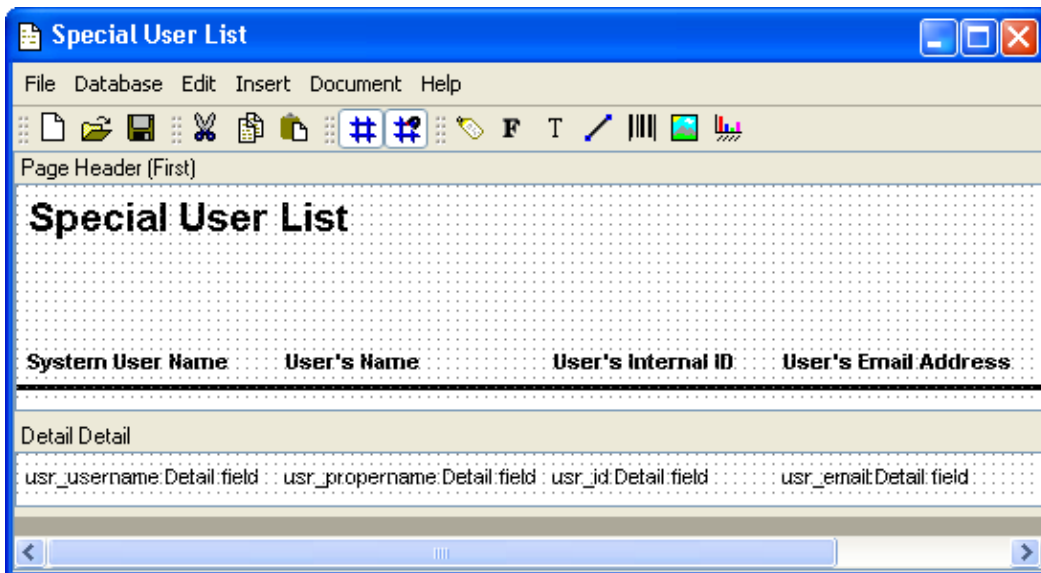 Special User List
File Database Edit Insert Document Help
F T
Page Header (First)
Special User List
System User Name User's Name User's Internal ID User's Email Address
Detail Detail
usr_username:Detail:field usr_propername:Detail:field usr_id:Detail:field usr_email:Detail:field